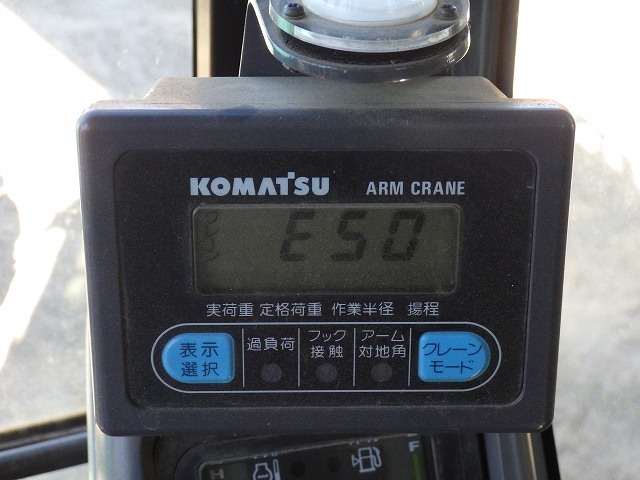 KOMATSU ARM CRANE
E50
実荷重 定格荷重 作業半径 揚程
表示
選択
過負荷
フック
接触
アーム
対地角
クレーン
モード
H
F